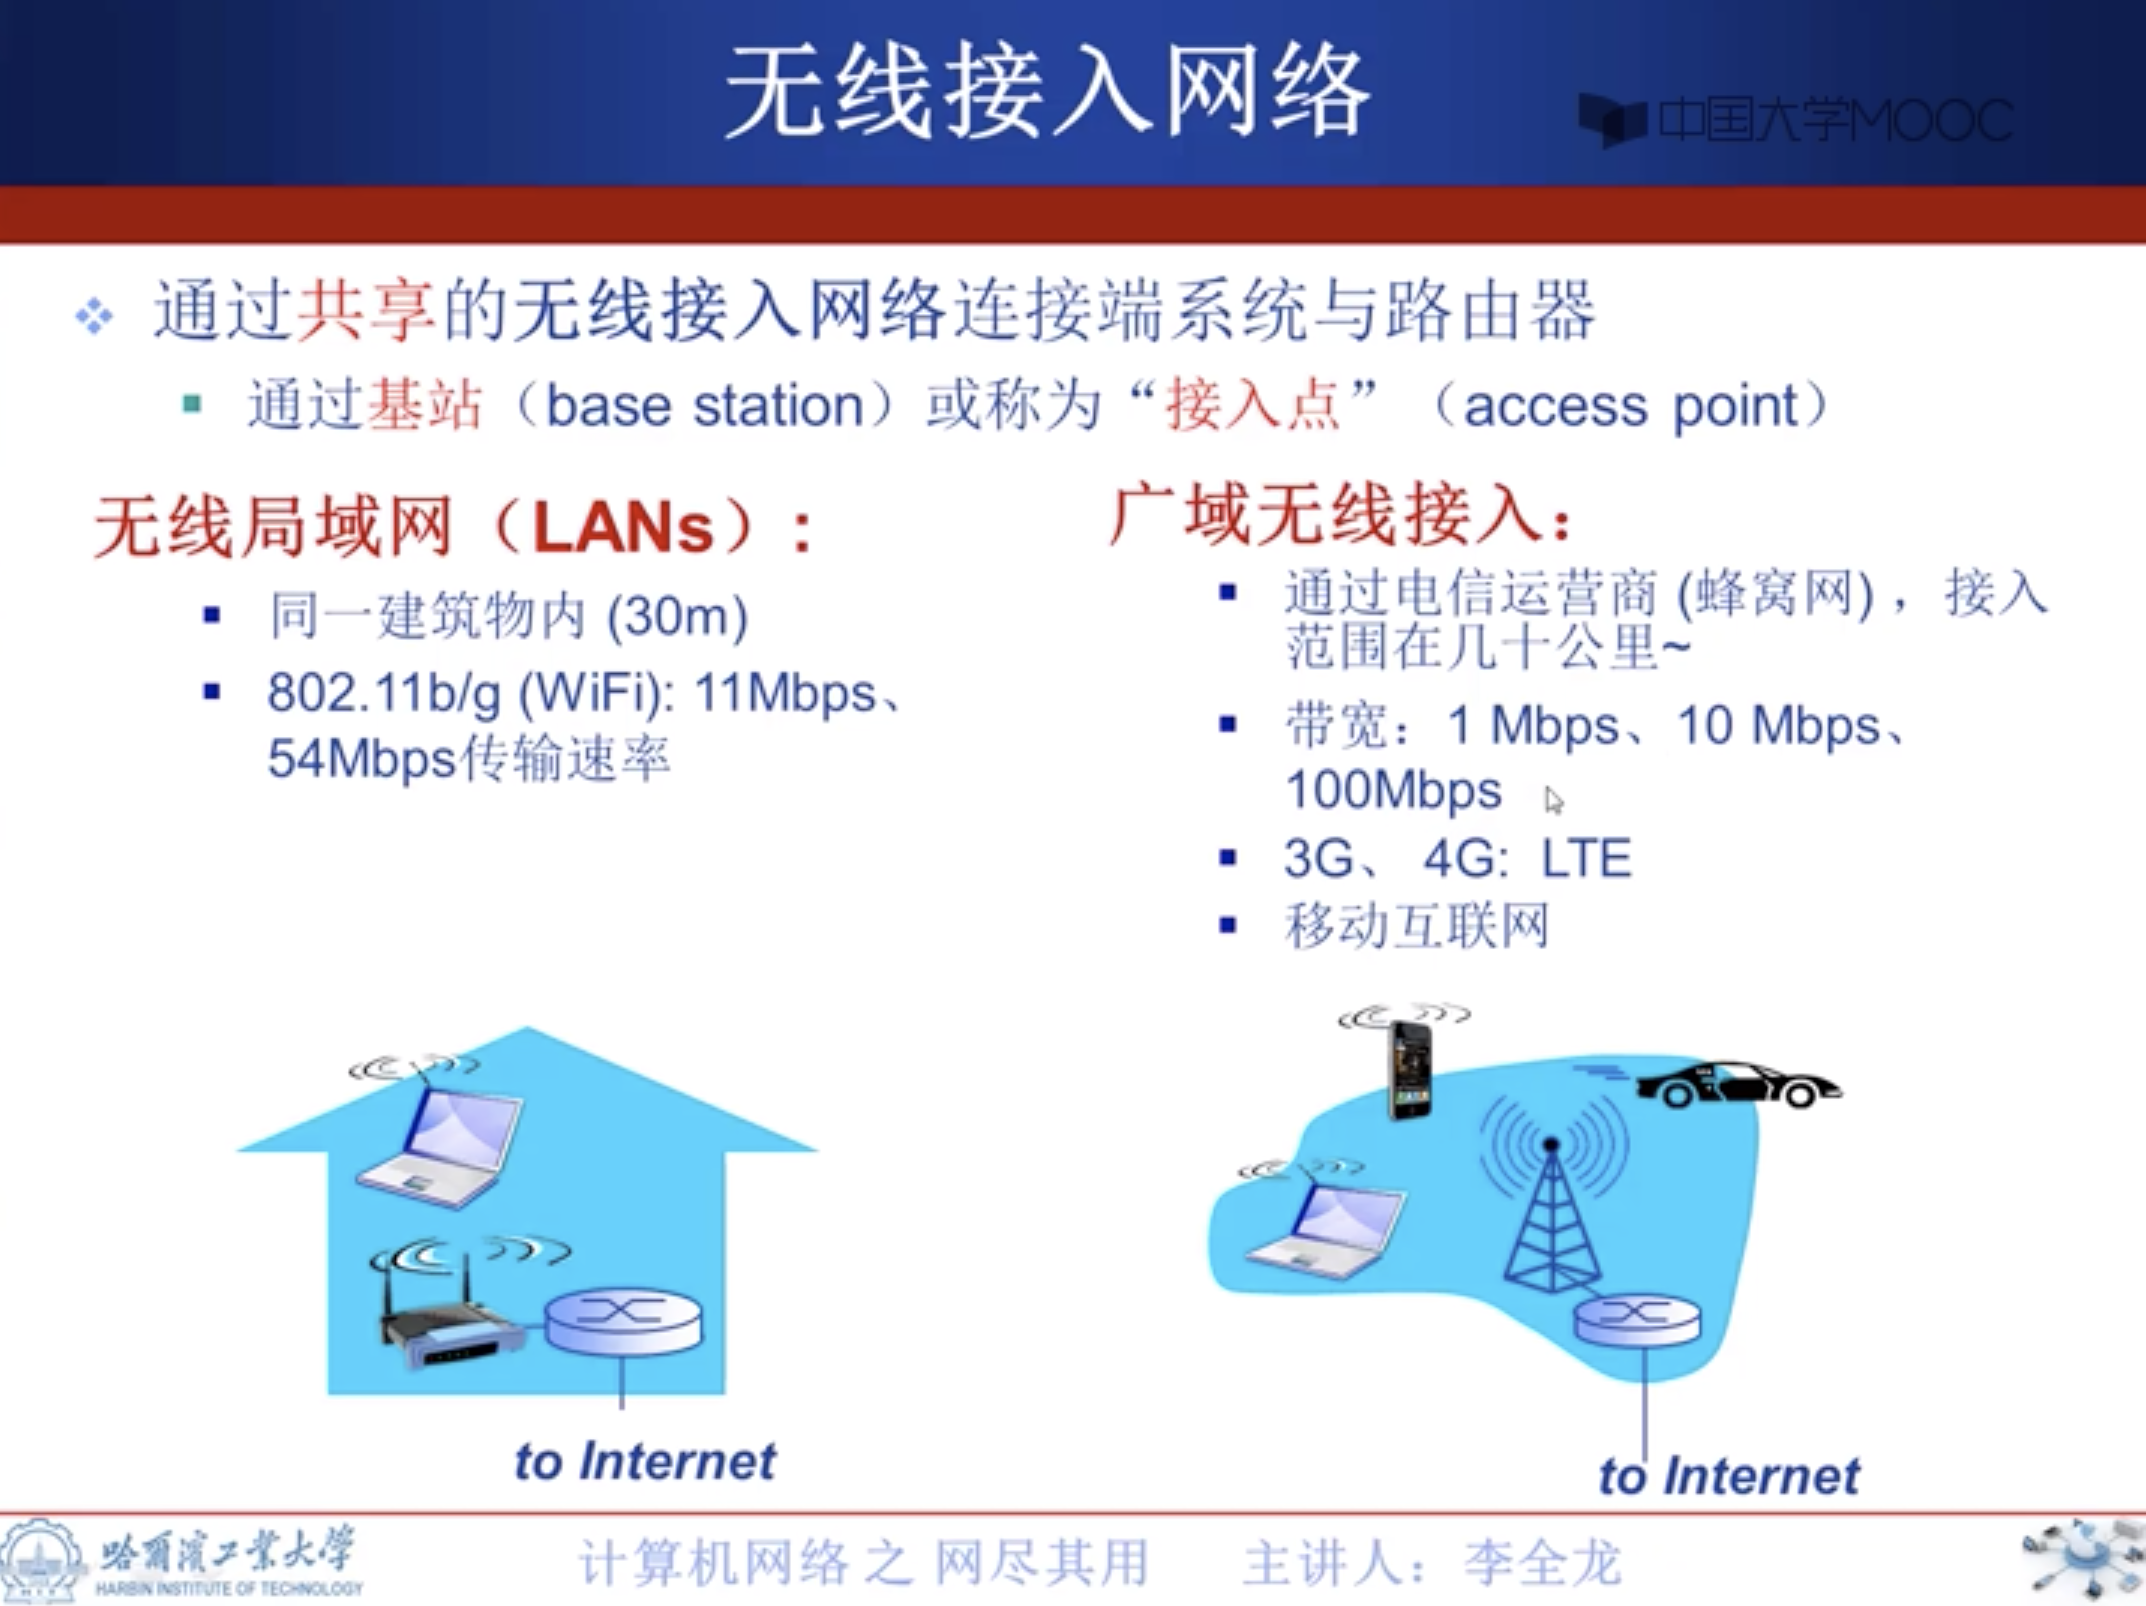 无线接入网络
中国大学MOOC
通过共享的无线接入网络连接端系统与路由器
通过基站（base station）或称为“接入点”（access point）
无线局域网（LANs）:
同一建筑物内 (30m)
802.11b/g (WiFi): 11Mbps、
54Mbps传输速率
广域无线接入:
通过电信运营商 (蜂窝网) ，接入
范围在几十公里~
带宽：1 Mbps、10 Mbps、
100Mbps
3G、 4G: LTE
移动互联网
to Internet
to Internet
哈尔滨工业大学
HARBIN INSTITUTE OF TECHNOLOGY
计算机网络 之 网尽其用 主讲人：李全龙